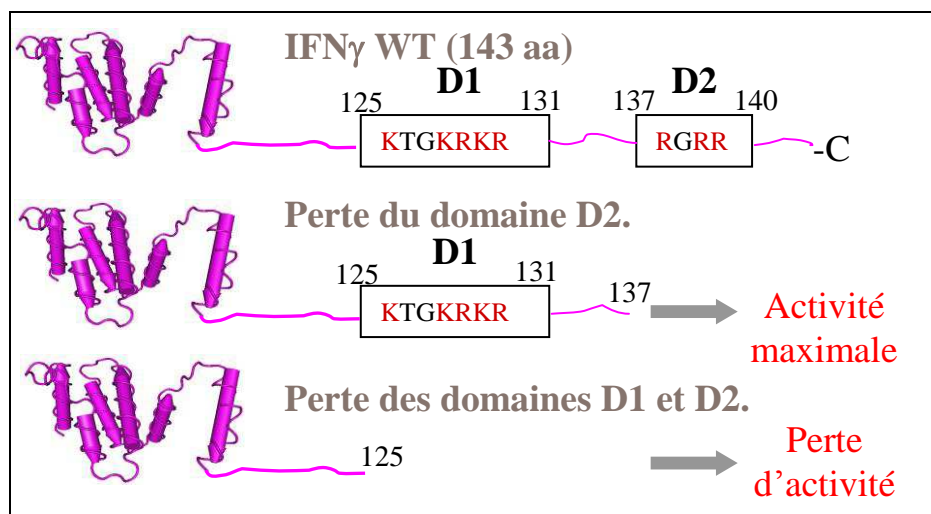 IFNγ WT (143 aa)
D1 D2
125 131 137 140
KTGKRKR RGRR
-C
Perte du domaine D2.
D1
125 131
137
KTGKRKR
Activité
maximale
Perte des domaines D1 et D2.
125
Perte
d’activité